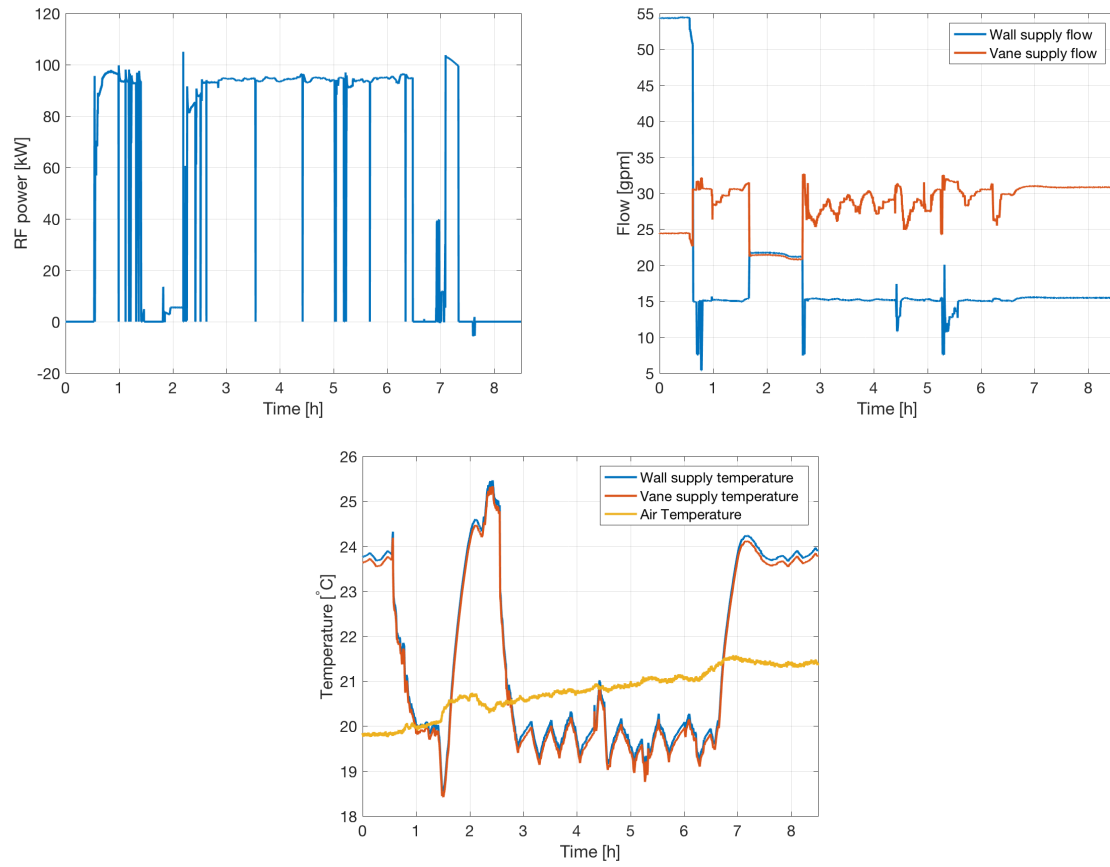 120
100
80
60
40
20
0
-20
RF power [kW]
0 1 2 3 4 5 6 7 8
Time [h]
55
50
45
40
35
30
25
20
15
10
5
Flow [gpm]
Wall supply flow
Vane supply flow
0 1 2 3 4 5 6 7 8
Time [h]
26
25
24
23
22
21
20
19
18
Temperature [°C]
Wall supply temperature
Vane supply temperature
Air Temperature
0 1 2 3 4 5 6 7 8
Time [h]